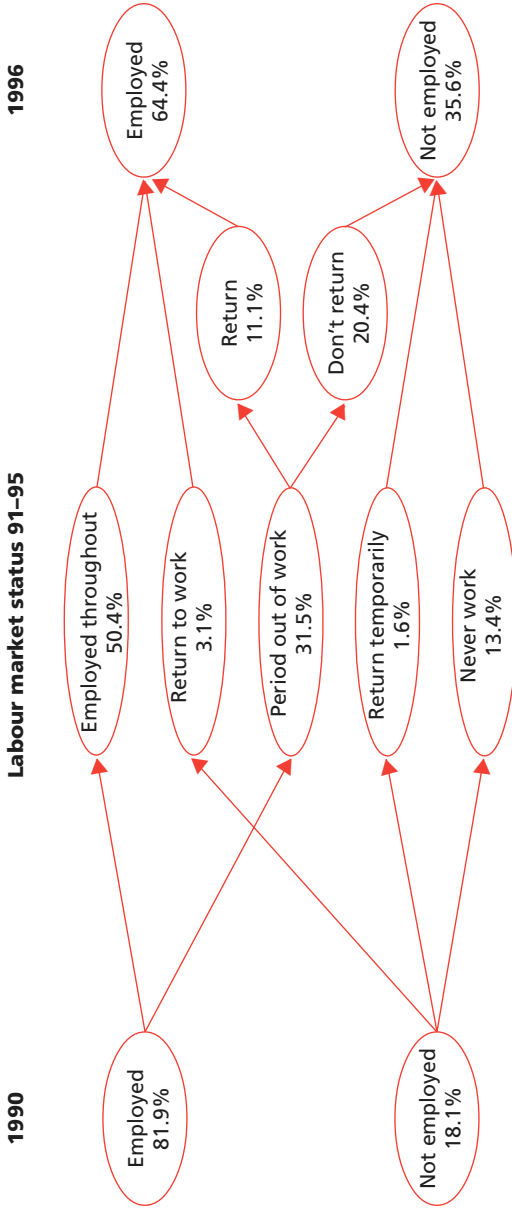 1990
Labour market status 91–95
1996
Employed
81.9%
Not employed
18.1%
Employed throughout
50.4%
Return to work
3.1%
Period out of work
31.5%
Return temporarily
1.6%
Never work
13.4%
Return
11.1%
Don't return
20.4%
Employed
64.4%
Not employed
35.6%